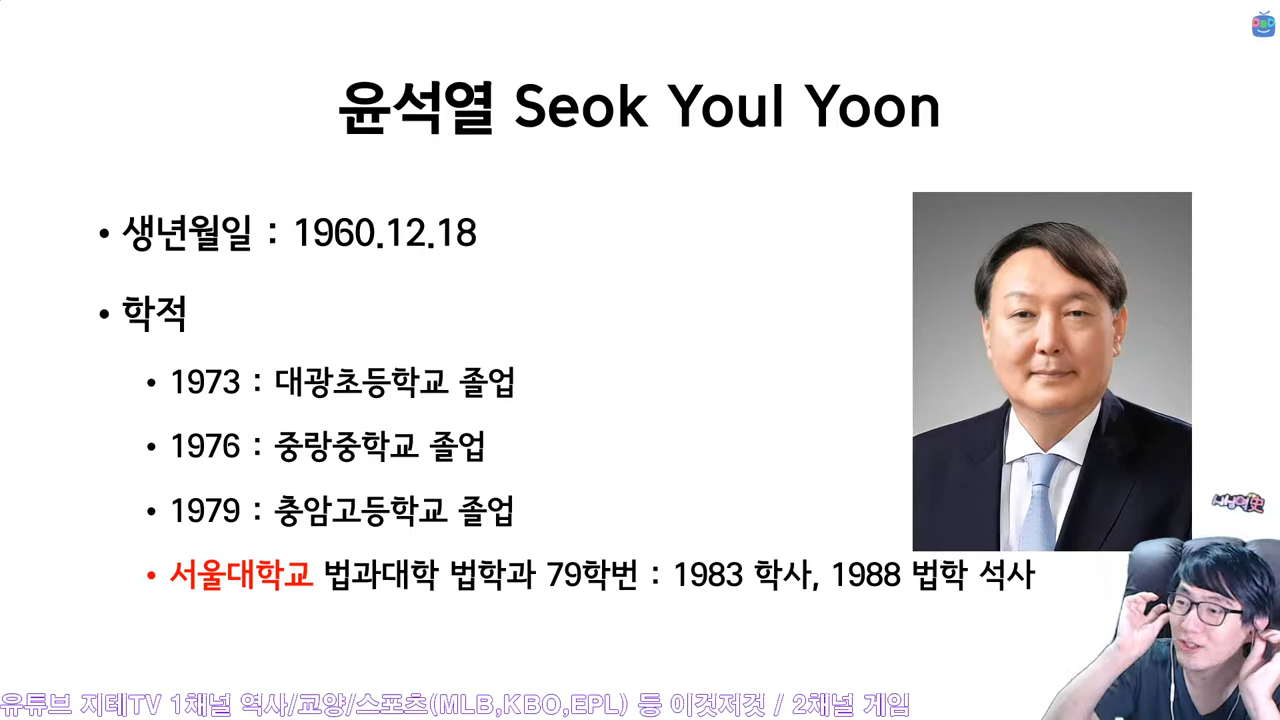 윤석열 Seok Youl Yoon
• 생년월일 : 1960.12.18
• 학적
• 1973 : 대광초등학교 졸업
• 1976 : 중랑중학교 졸업
• 1979 : 충암고등학교 졸업
• 서울대학교 법과대학 법학과 79학번 : 1983 학사, 1988 법학 석사
유튜브 지테TV 1채널 역사/교양/스포츠(MLB,KBO,EPL) 등 이것저것 / 2채널 게임